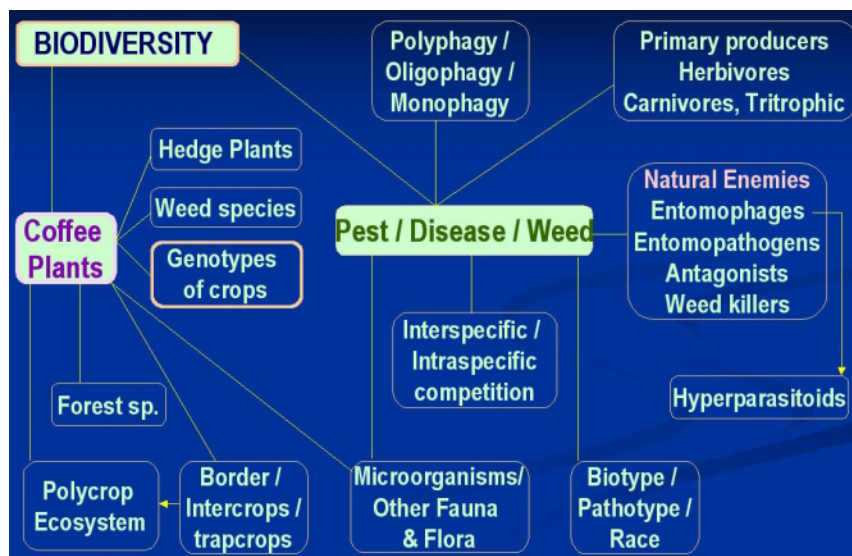 BIODIVERSITY
Polyphagy /
Oligophagy /
Monophagy
Primary producers
Herbivores
Carnivores, Tritrophic
Hedge Plants
Weed species
Genotypes
of crops
Coffee
Plants
Pest / Disease / Weed
Natural Enemies
Entomophages
Entomopathogens
Antagonists
Weed killers
Interspecific /
Intraspecific
competition
Forest sp.
Hyperparasitoids
Polycrop
Ecosystem
Border /
Intercrops /
trapcrops
Microorganisms/
Other Fauna
& Flora
Biotype /
Pathotype /
Race